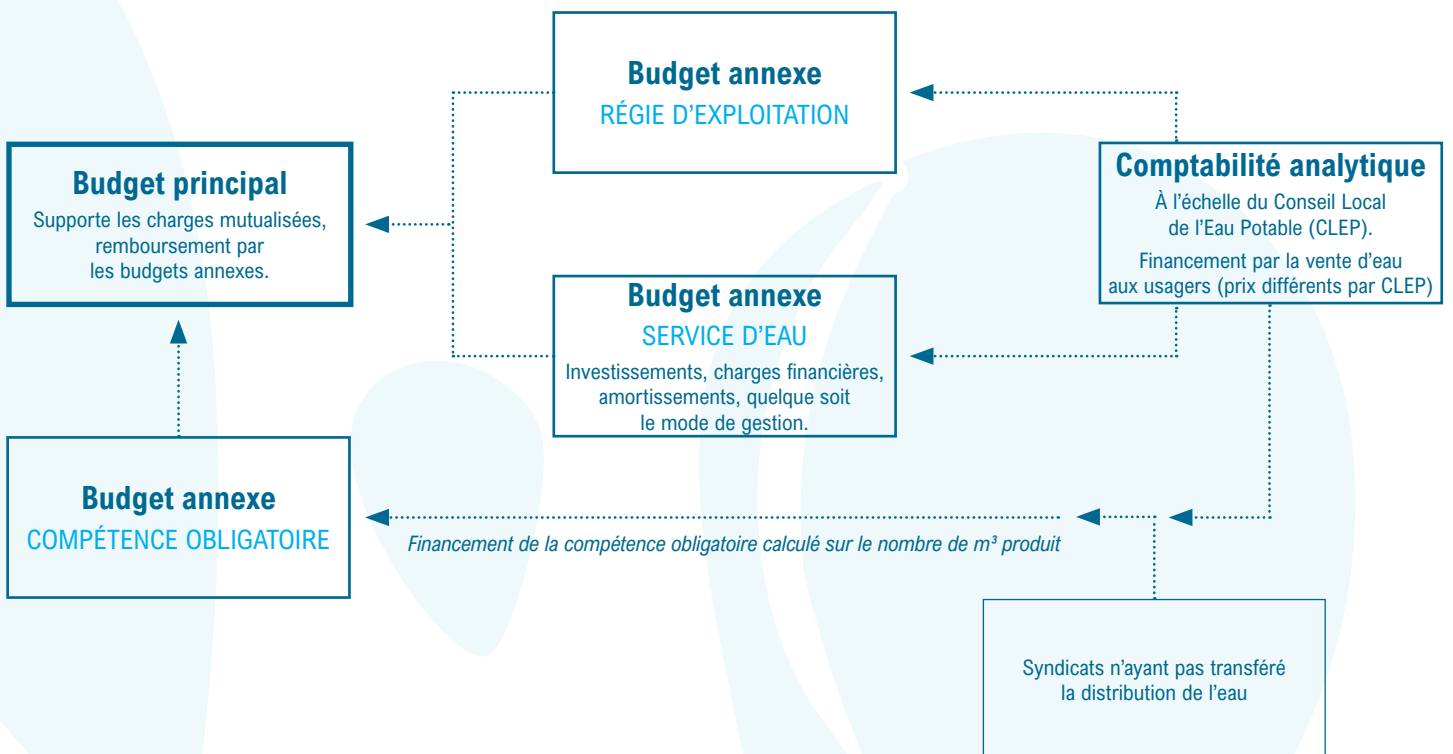 Budget annexe
RÉGIE D'EXPLOITATION
Budget principal
Supporte les charges mutualisées,
remboursement par
les budgets annexes.
Comptabilité analytique
À l'échelle du Conseil Local
de l'Eau Potable (CLEP).
Financement par la vente d'eau
aux usagers (prix différents par CLEP)
Budget annexe
SERVICE D'EAU
Investissements, charges financières,
amortissements, quelque soit
le mode de gestion.
Budget annexe
COMPÉTENCE OBLIGATOIRE
Financement de la compétence obligatoire calculé sur le nombre de m³ produit
Syndicats n'ayant pas transféré
la distribution de l'eau